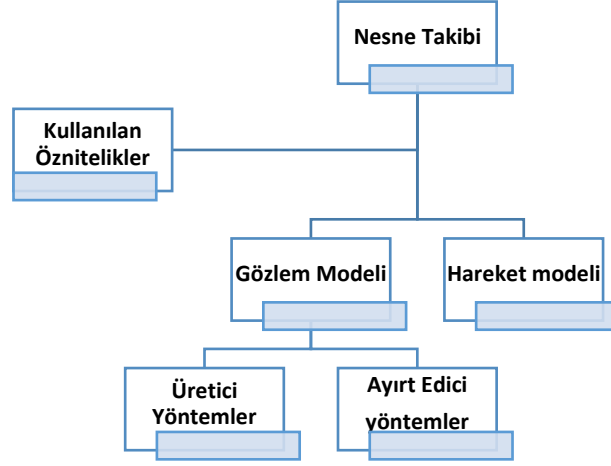 Nesne Takibi
Kullanılan
Öznitelikler
Gözlem Modeli
Hareket modeli
Üretici
Yöntemler
Ayırt Edici
yöntemler